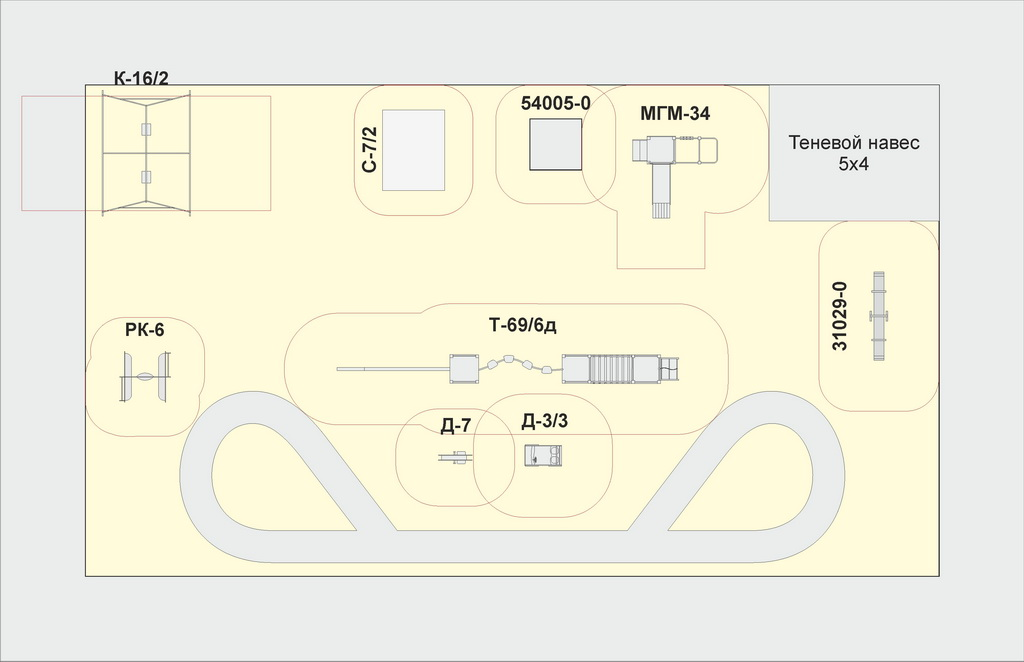 К-16/2
С-7/2
54005-0
МГМ-34
Теневой навес
5х4
31029-0
РК-6
Т-69/6д
Д-7
Д-3/3